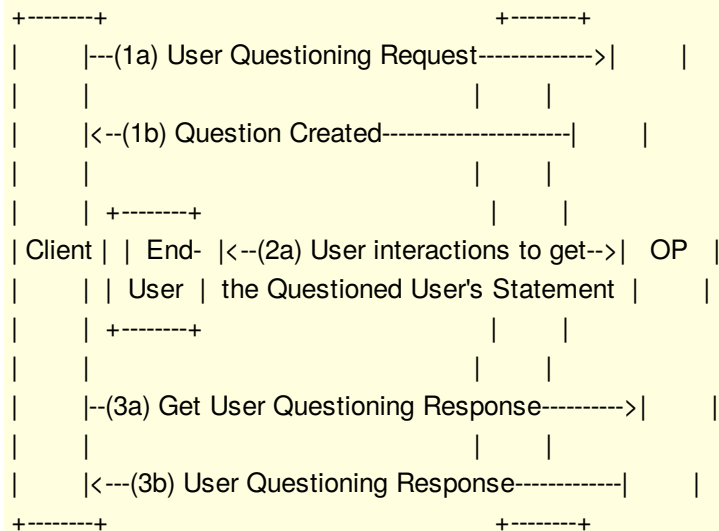 +--------+ +--------+
| |---(1a) User Questioning Request-------------->| |
| | | |
| |<--(1b) Question Created-----------------------| |
| | | |
| | +--------+ | |
| Client | | End- |<--(2a) User interactions to get-->| OP |
| | | User | the Questioned User's Statement | |
| | +--------+ | |
| | | |
| |--(3a) Get User Questioning Response---------->| |
| | | |
| |<---(3b) User Questioning Response-------------| |
+--------+ +--------+